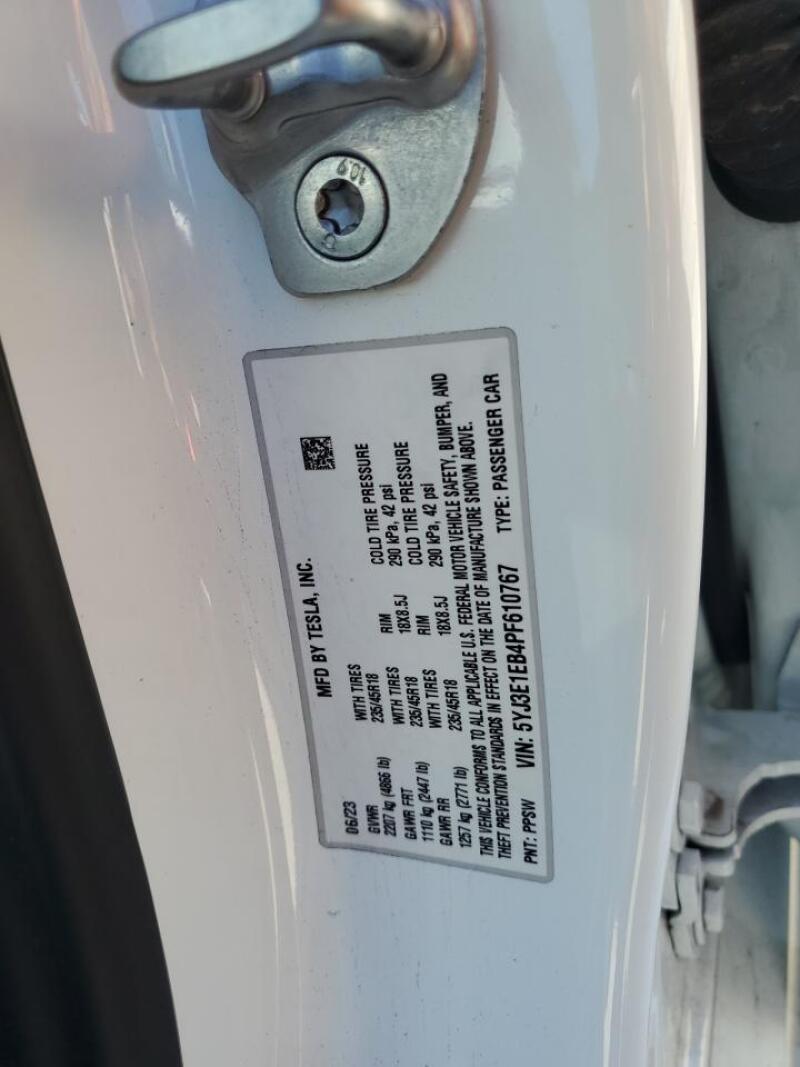 10.9
MFD BY TESLA, INC.
06/23
GVWR WITH TIRES RIM COLD TIRE PRESSURE
2207 kg (4866 lb) 235/45R18 18X8.5J 290 kPa, 42 psi
GAWR FRT WITH TIRES RIM COLD TIRE PRESSURE
1110 kg (2447 lb) 235/45R18 18X8.5J 290 kPa, 42 psi
GAWR RR
1257 kg (2771 lb)
THIS VEHICLE CONFORMS TO ALL APPLICABLE U.S. FEDERAL MOTOR VEHICLE SAFETY, BUMPER, AND
THEFT PREVENTION STANDARDS IN EFFECT ON THE DATE OF MANUFACTURE SHOWN ABOVE.
PNT: PPSW VIN: 5YJ3E1EB4PF610767 TYPE: PASSENGER CAR